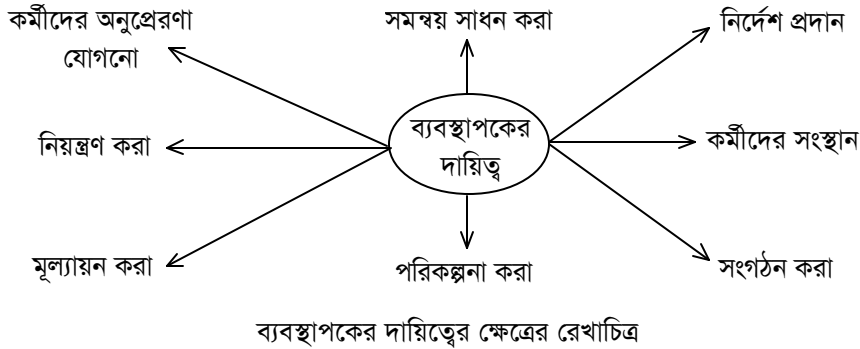 কর্মীদের অনুপ্রেরণা
যোগনো
সমন্বয় সাধন করা
নির্দেশ প্রদান
নিয়ন্ত্রণ করা
ব্যবস্থাপকের
দায়িত্ব
কর্মীদের সংস্থান
মূল্যায়ন করা
পরিকল্পনা করা
সংগঠন করা
ব্যবস্থাপকের দায়িত্বের ক্ষেত্রের রেখাচিত্র